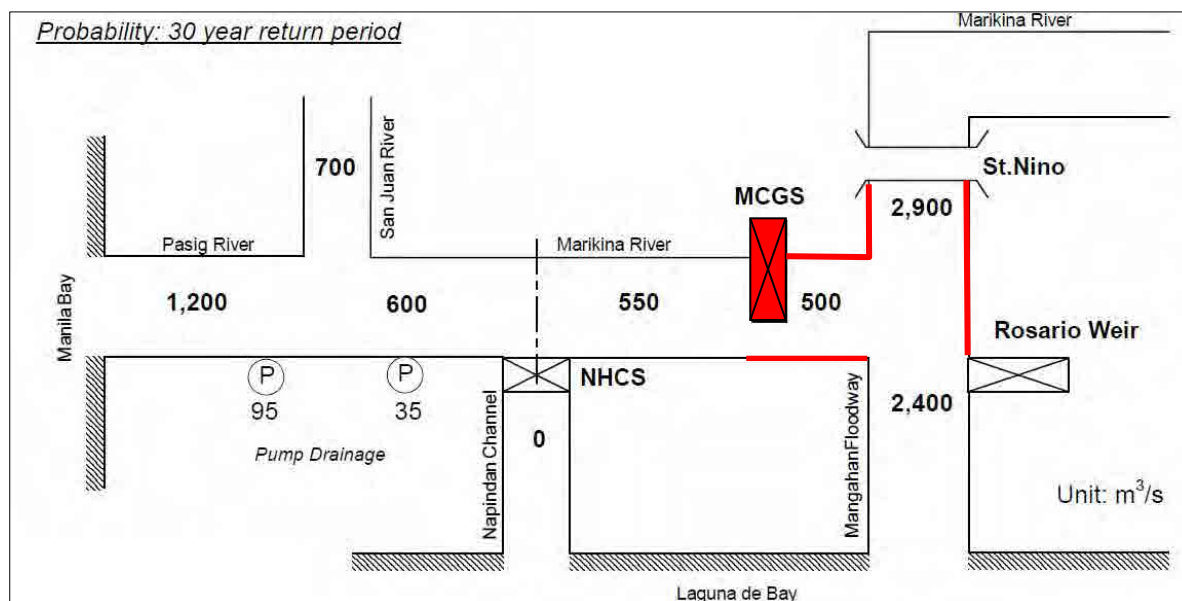 Probability: 30 year return period
Marikina River
700
San Juan River
St.Nino
MCGS
2,900
Pasig River
Marikina River
Manila Bay
1,200
600
550
500
Rosario Weir
P
P
NHCS
95
35
2,400
Pump Drainage
Napindan Channel
0
Mangahan Floodway
Unit: m³/s
Laguna de Bay